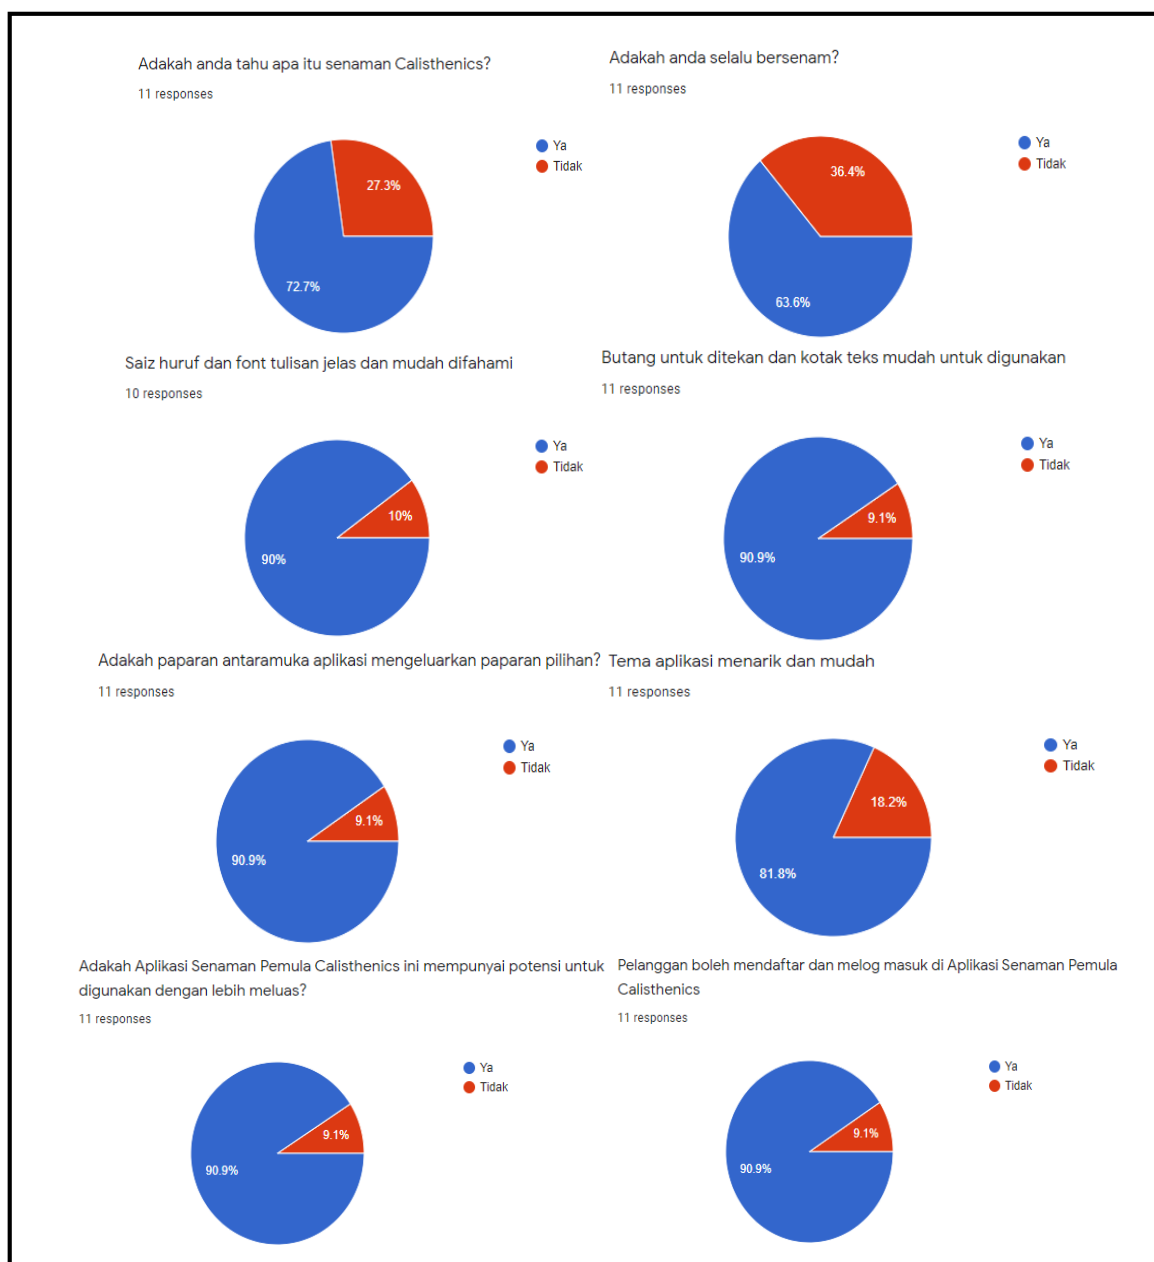 Adakah anda tahu apa itu senaman Calisthenics?
11 responses
Ya
Tidak
27.3%
72.7%
Adakah anda selalu bersenam?
11 responses
Ya
Tidak
36.4%
63.6%
Saiz huruf dan font tulisan jelas dan mudah difahami
10 responses
Ya
Tidak
10%
90%
Butang untuk ditekan dan kotak teks mudah untuk digunakan
11 responses
Ya
Tidak
9.1%
90.9%
Adakah paparan antaramuka aplikasi mengeluarkan paparan pilihan?
11 responses
Ya
Tidak
9.1%
90.9%
Tema aplikasi menarik dan mudah
11 responses
Ya
Tidak
18.2%
81.8%
Adakah Aplikasi Senaman Pemula Calisthenics ini mempunyai potensi untuk
digunakan dengan lebih meluas?
11 responses
Ya
Tidak
9.1%
90.9%
Pelanggan boleh mendaftar dan melog masuk di Aplikasi Senaman Pemula
Calisthenics
11 responses
Ya
Tidak
9.1%
90.9%